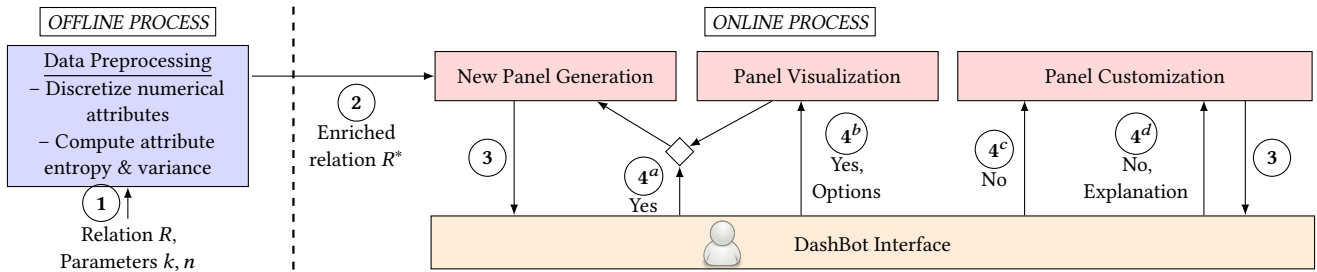 OFFLINE PROCESS
Data Preprocessing
– Discretize numerical
attributes
– Compute attribute
entropy & variance
1
Relation R,
Parameters k, n
2
Enriched
relation R*
ONLINE PROCESS
New Panel Generation
Panel Visualization
Panel Customization
3
4ᵃ
Yes
4ᵇ
Yes,
Options
4ᶜ
No
4ᵈ
No,
Explanation
3
DashBot Interface